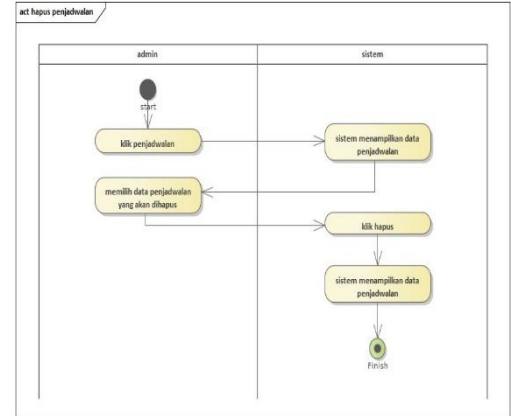 act hapus penjadwalan
admin
sistem
start
klik penjadwalan
sistem menampilkan data
penjadwalan
memilih data penjadwalan
yang akan dihapus
klik hapus
sistem menampilkan data
penjadwalan
Finish